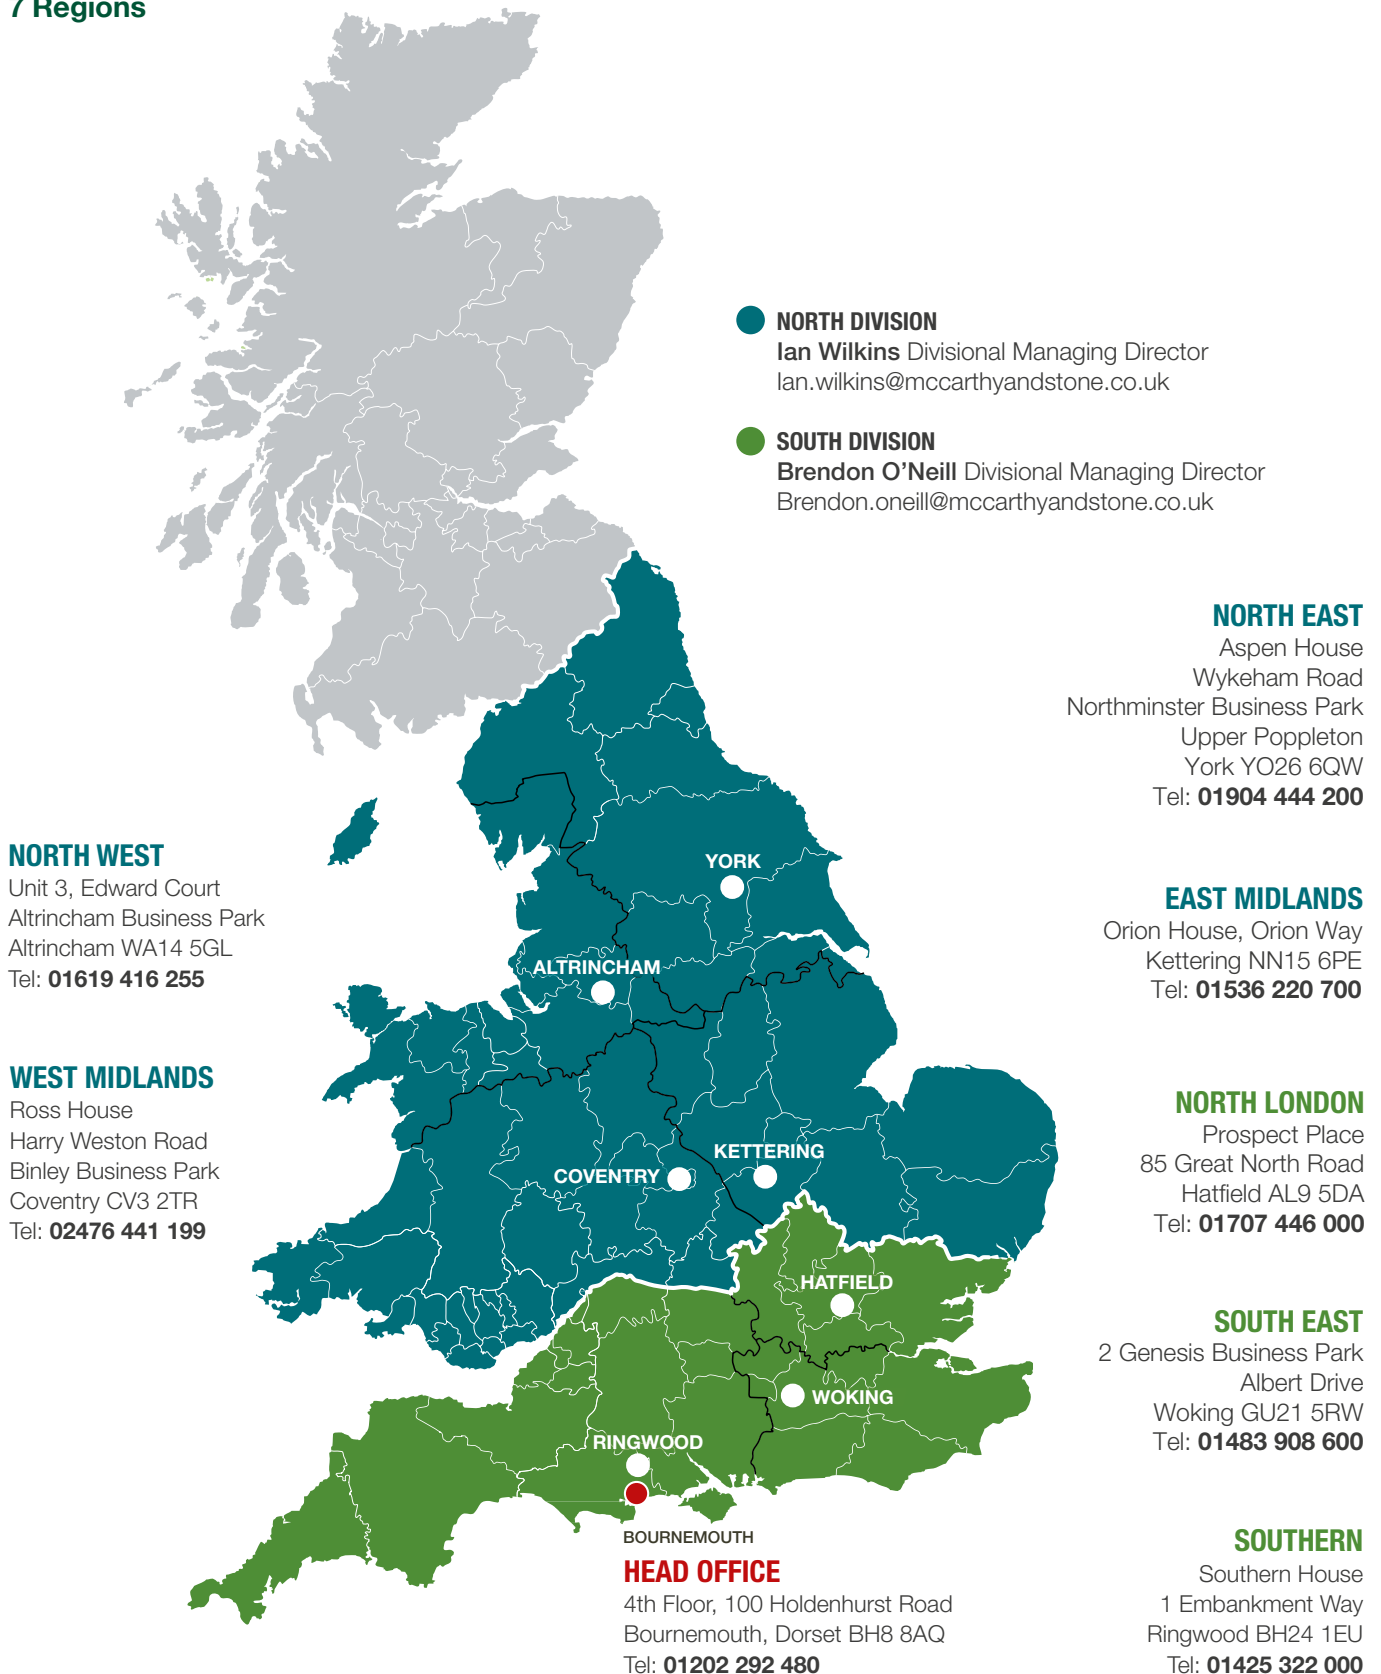 7 Regions
NORTH DIVISION
Ian Wilkins Divisional Managing Director
Ian.wilkins@mccarthyandstone.co.uk
SOUTH DIVISION
Brendon O'Neill Divisional Managing Director
Brendon.oneill@mccarthyandstone.co.uk
NORTH EAST
Aspen House
Wykeham Road
Northminster Business Park
Upper Poppleton
York YO26 6QW
Tel: 01904 444 200
NORTH WEST
Unit 3, Edward Court
Altrincham Business Park
Altrincham WA14 5GL
Tel: 01619 416 255
EAST MIDLANDS
Orion House, Orion Way
Kettering NN15 6PE
Tel: 01536 220 700
WEST MIDLANDS
Ross House
Harry Weston Road
Binley Business Park
Coventry CV3 2TR
Tel: 02476 441 199
NORTH LONDON
Prospect Place
85 Great North Road
Hatfield AL9 5DA
Tel: 01707 446 000
SOUTH EAST
2 Genesis Business Park
Albert Drive
Woking GU21 5RW
Tel: 01483 908 600
SOUTHERN
Southern House
1 Embankment Way
Ringwood BH24 1EU
Tel: 01425 322 000
YORK
ALTRINCHAM
KETTERING
COVENTRY
HATFIELD
WOKING
RINGWOOD
BOURNEMOUTH
HEAD OFFICE
4th Floor, 100 Holdenhurst Road
Bournemouth, Dorset BH8 8AQ
Tel: 01202 292 480